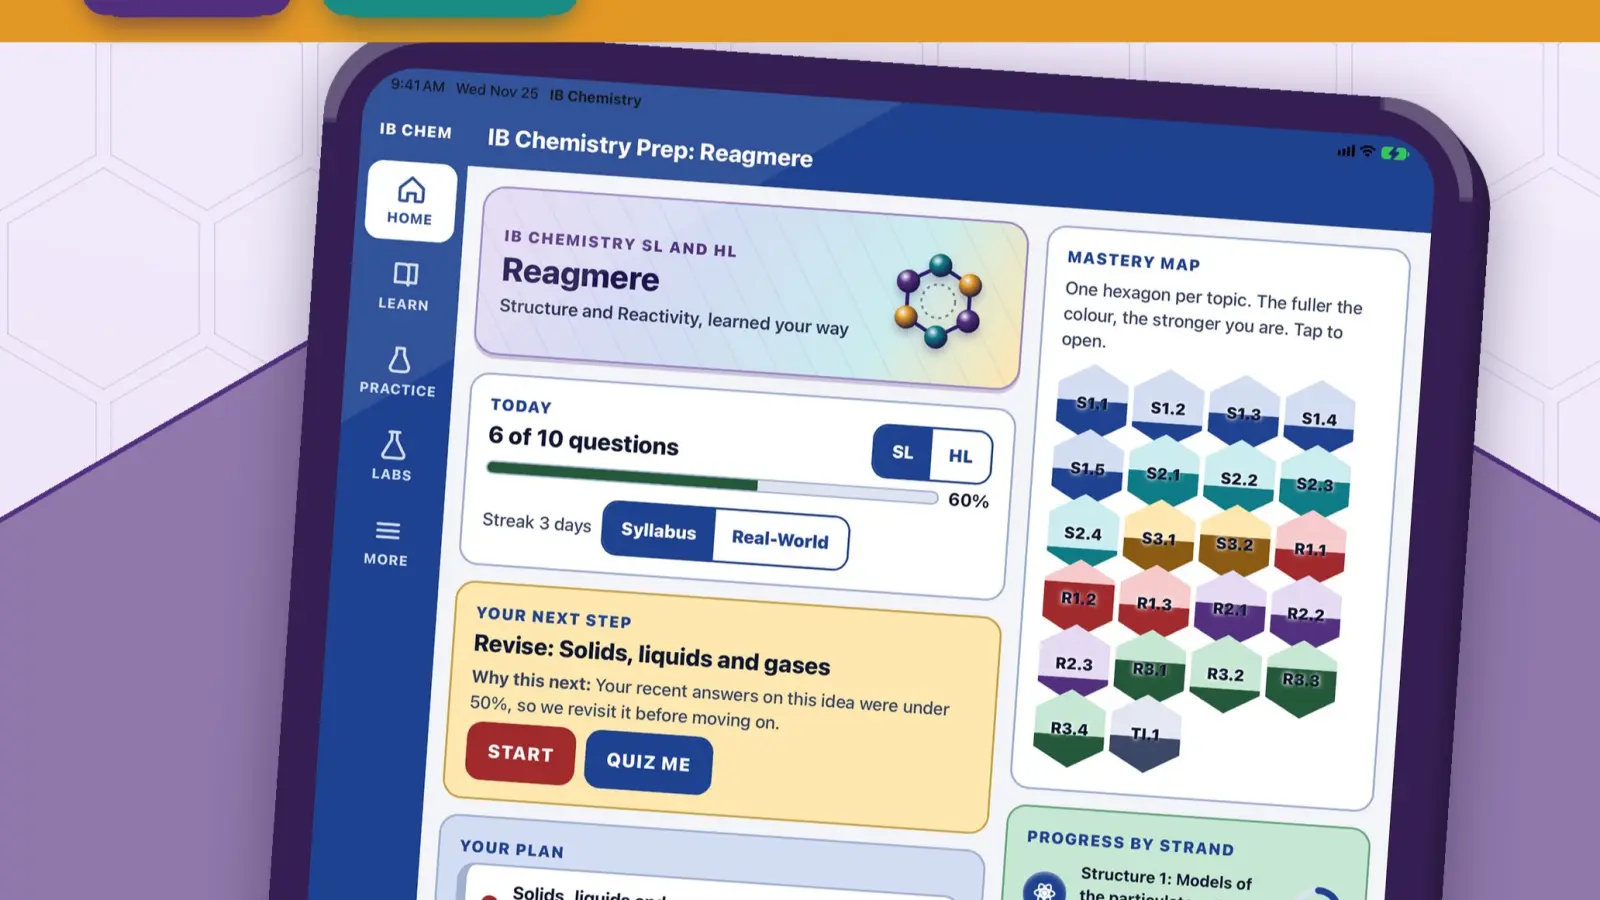 9:41 AM Wed Nov 25 IB Chemistry
IB CHEM
IB Chemistry Prep: Reagmere
HOME
LEARN
PRACTICE
LABS
MORE
IB CHEMISTRY SL AND HL
Reagmere
Structure and Reactivity, learned your way
TODAY
6 of 10 questions
SL
HL
60%
Streak 3 days
Syllabus
Real-World
YOUR NEXT STEP
Revise: Solids, liquids and gases
Why this next: Your recent answers on this idea were under
50%, so we revisit it before moving on.
START
QUIZ ME
YOUR PLAN
Solids, liquids and
MASTERY MAP
One hexagon per topic. The fuller the
colour, the stronger you are. Tap to
open.
S1.1 S1.2 S1.3 S1.4
S1.5 S2.1 S2.2 S2.3
S2.4 S3.1 S3.2 R1.1
R1.2 R1.3 R2.1 R2.2
R2.3 R3.1 R3.2 R3.3
R3.4 TI.1
PROGRESS BY STRAND
Structure 1: Models of
the particulate